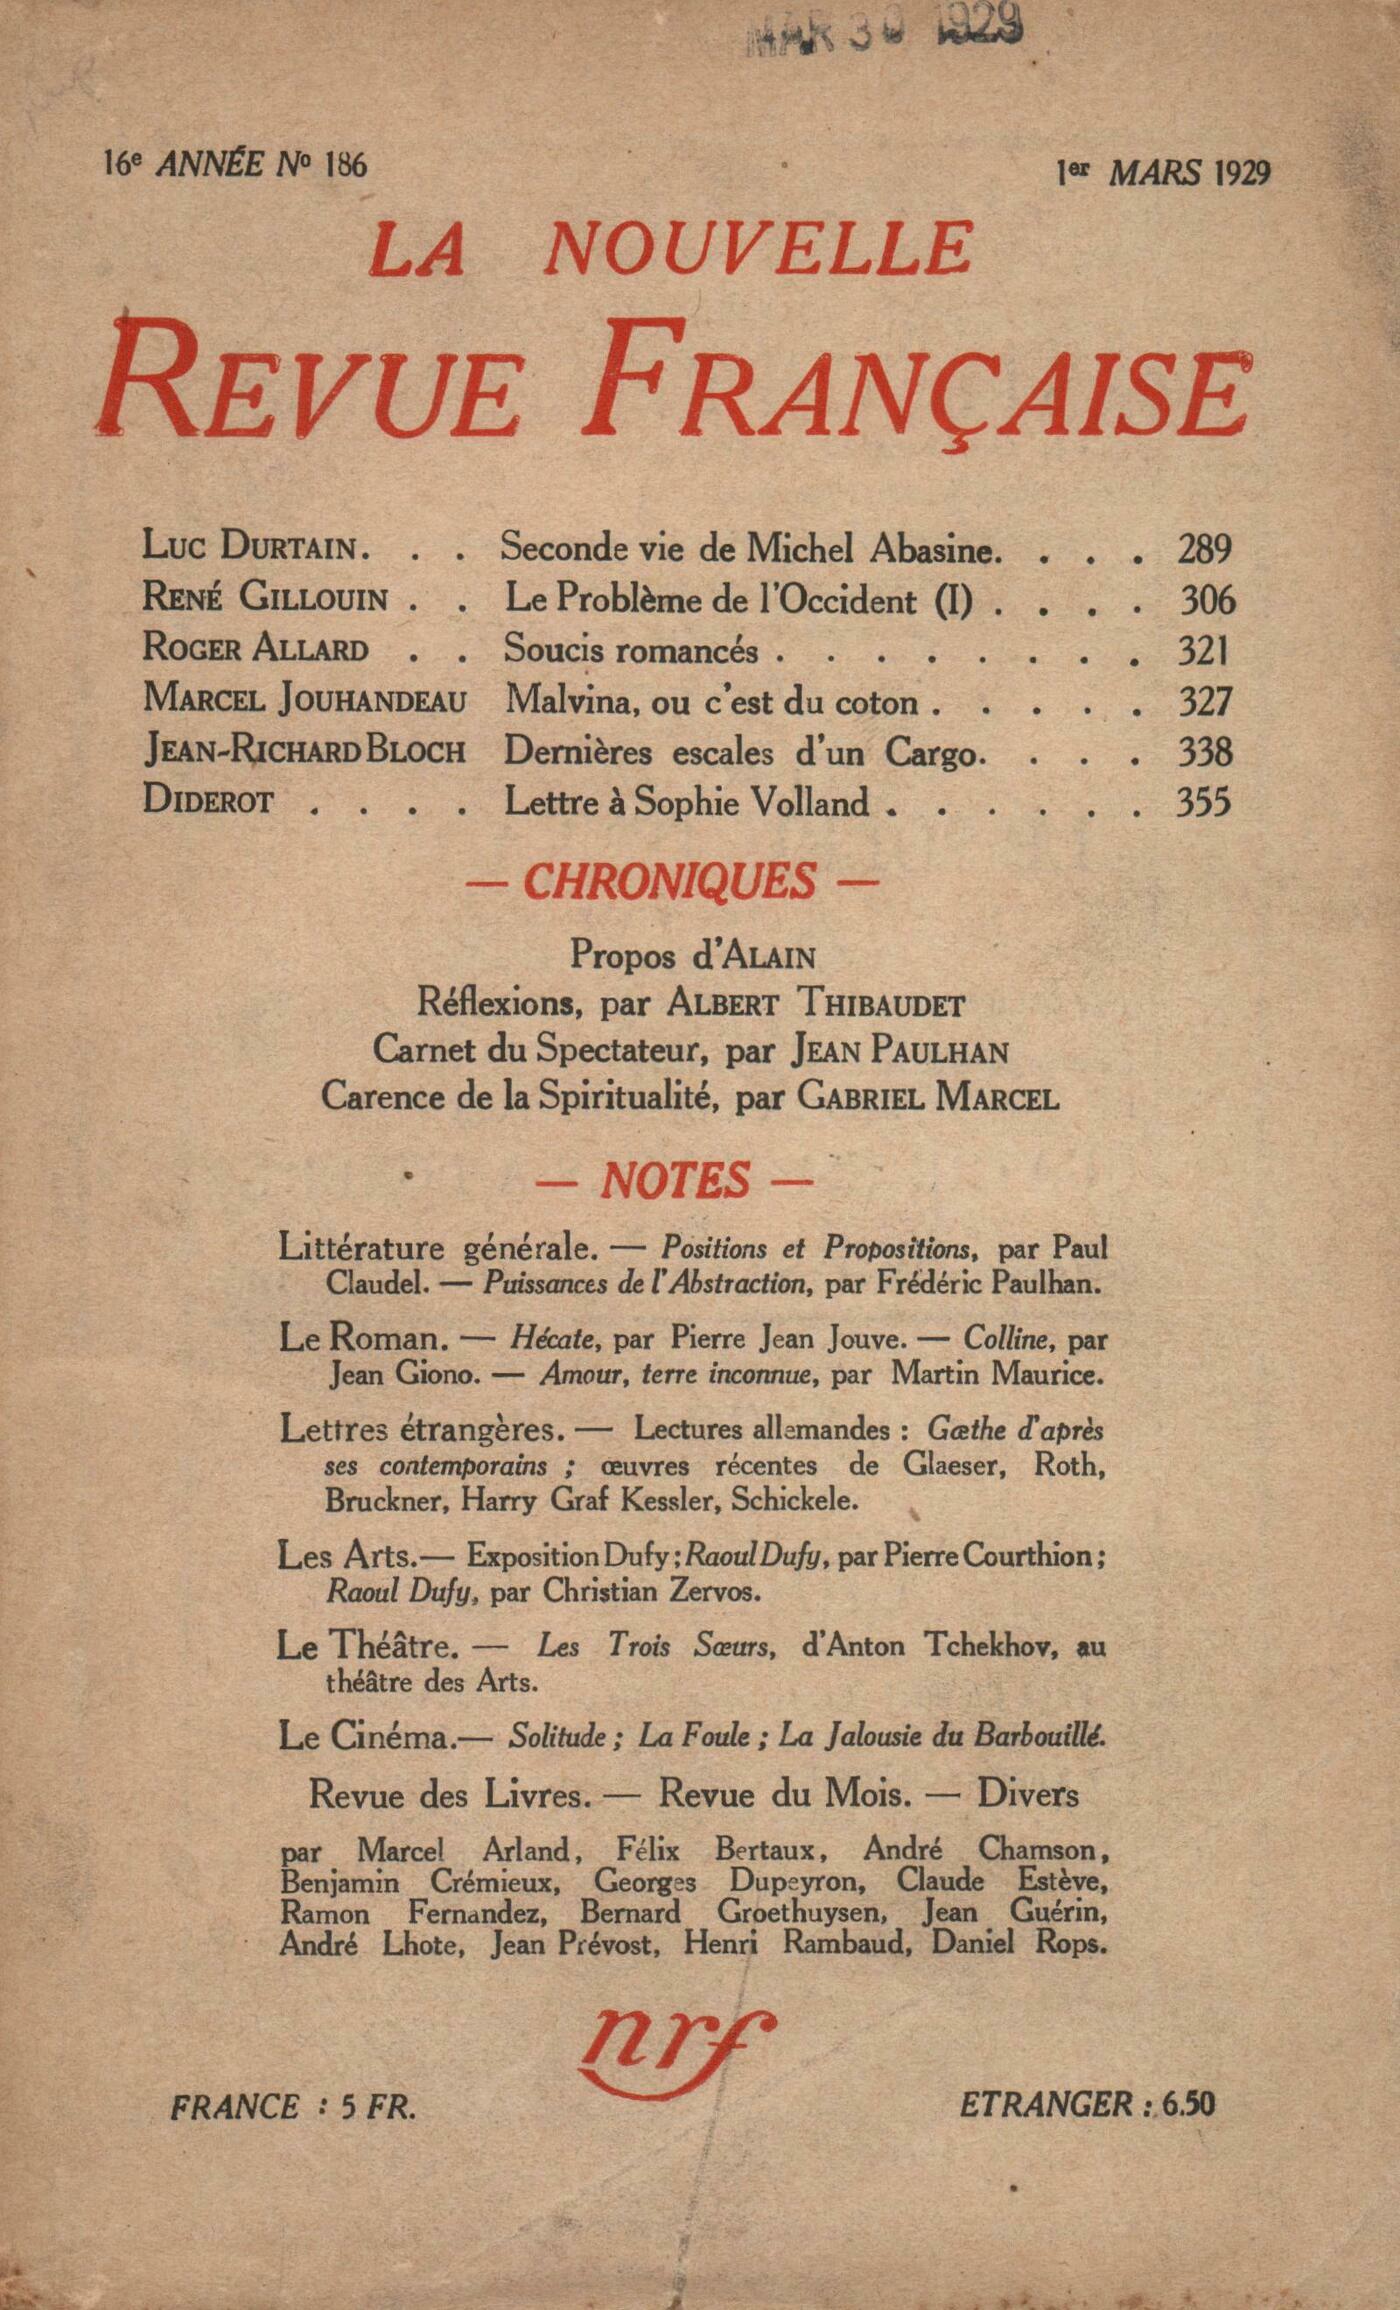 MAR 30 1929
16e ANNÉE No 186
1er MARS 1929
LA NOUVELLE
REVUE FRANÇAISE
LUC DURTAIN. . . Seconde vie de Michel Abasine. . . . 289
RENÉ GILLOUIN . . Le Problème de l'Occident (I) . . . . 306
ROGER ALLARD . . Soucis romancés . . . . . . . . 321
MARCEL JOUHANDEAU Malvina, ou c'est du coton . . . . . 327
JEAN-RICHARD BLOCH Dernières escales d'un Cargo. . . . 338
DIDEROT . . . . Lettre à Sophie Volland . . . . . . 355
— CHRONIQUES —
Propos d'ALAIN
Réflexions, par ALBERT THIBAUDET
Carnet du Spectateur, par JEAN PAULHAN
Carence de la Spiritualité, par GABRIEL MARCEL
— NOTES —
Littérature générale. — Positions et Propositions, par Paul
Claudel. — Puissances de l'Abstraction, par Frédéric Paulhan.
Le Roman. — Hécate, par Pierre Jean Jouve. — Colline, par
Jean Giono. — Amour, terre inconnue, par Martin Maurice.
Lettres étrangères. — Lectures allemandes : Gœthe d'après
ses contemporains ; œuvres récentes de Glaeser, Roth,
Bruckner, Harry Graf Kessler, Schickele.
Les Arts.— Exposition Dufy ; Raoul Dufy, par Pierre Courthion ;
Raoul Dufy, par Christian Zervos.
Le Théâtre. — Les Trois Sœurs, d'Anton Tchekhov, au
théâtre des Arts.
Le Cinéma.— Solitude ; La Foule ; La Jalousie du Barbouillé.
Revue des Livres. — Revue du Mois. — Divers
par Marcel Arland, Félix Bertaux, André Chamson,
Benjamin Crémieux, Georges Dupeyron, Claude Estève,
Ramon Fernandez, Bernard Groethuysen, Jean Guérin,
André Lhote, Jean Prévost, Henri Rambaud, Daniel Rops.
nrf
FRANCE : 5 FR.
ETRANGER : 6.50